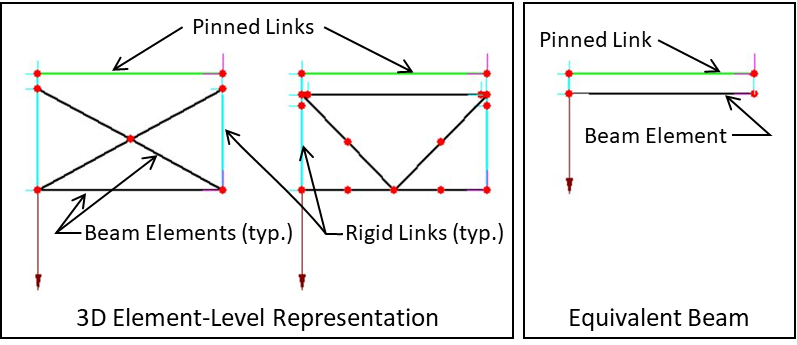 Pinned Links
Beam Elements (typ.)
Rigid Links (typ.)
3D Element-Level Representation
Pinned Link
Beam Element
Equivalent Beam